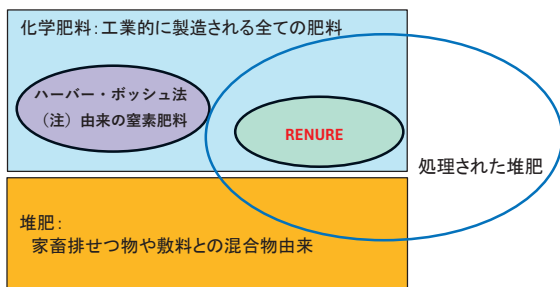 化学肥料：工業的に製造される全ての肥料
ハーバー・ボッシュ法
（注）由来の窒素肥料
RENURE
処理された堆肥
堆肥：
家畜排せつ物や敷料との混合物由来